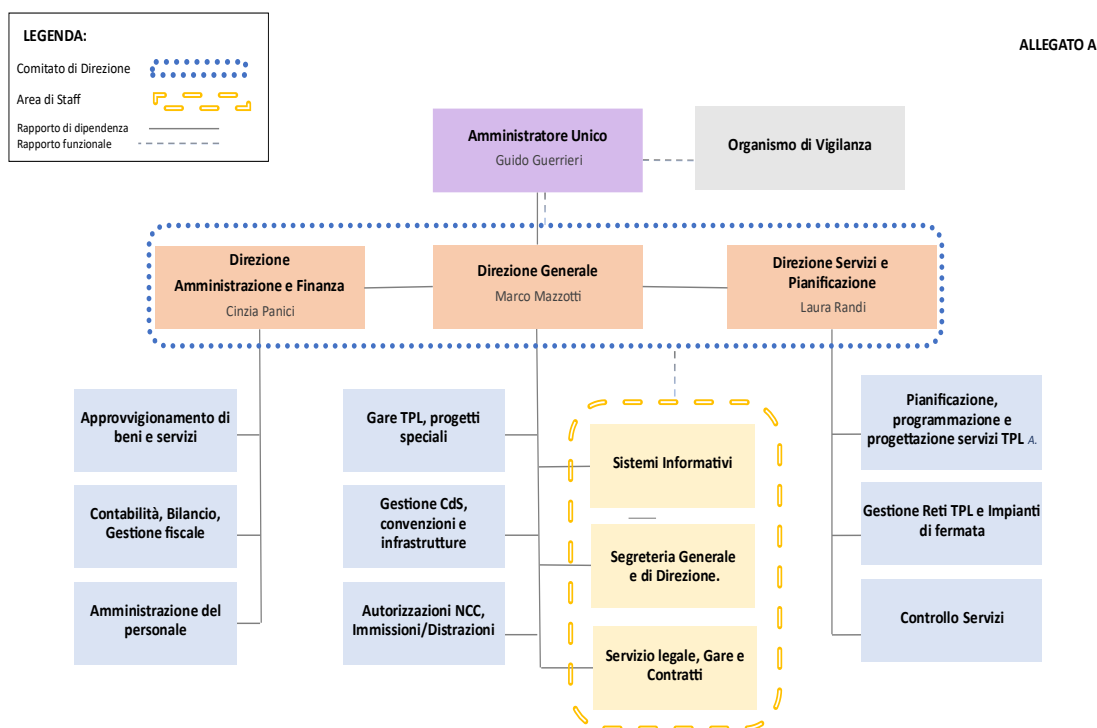 LEGENDA:
Comitato di Direzione
Area di Staff
Rapporto di dipendenza
Rapporto funzionale
ALLEGATO A
Amministratore Unico
Guido Guerrieri
Organismo di Vigilanza
Direzione
Amministrazione e Finanza
Cinzia Panici
Direzione Generale
Marco Mazzotti
Direzione Servizi e
Pianificazione
Laura Randi
Approvvigionamento di
beni e servizi
Contabilità, Bilancio,
Gestione fiscale
Amministrazione del
personale
Gare TPL, progetti
speciali
Gestione CdS,
convenzioni e
infrastrutture
Autorizzazioni NCC,
Immissioni/Distrazioni
Sistemi Informativi
Segreteria Generale
e di Direzione.
Servizio legale, Gare e
Contratti
Pianificazione,
programmazione e
progettazione servizi TPL A.
Gestione Reti TPL e Impianti
di fermata
Controllo Servizi